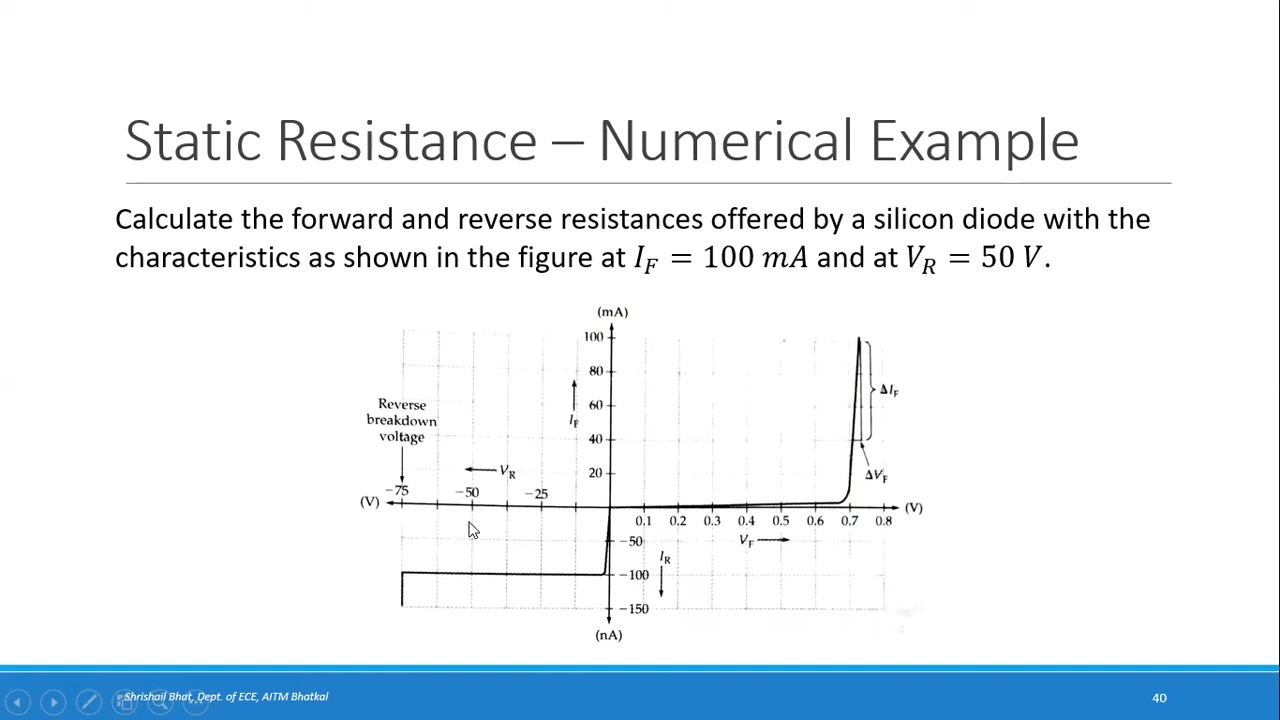 Static Resistance – Numerical Example
Calculate the forward and reverse resistances offered by a silicon diode with the
characteristics as shown in the figure at I_F = 100 mA and at V_R = 50 V.
(mA)
100
80
60
40
20
I_F
ΔI_F
ΔV_F
Reverse
breakdown
voltage
V_R
−75
−50
−25
(V)
(V)
0.1 0.2 0.3 0.4 0.5 0.6 0.7 0.8
V_F
−50
I_R
−100
−150
(nA)
Shrishail Bhat, Dept. of ECE, AITM Bhatkal
40